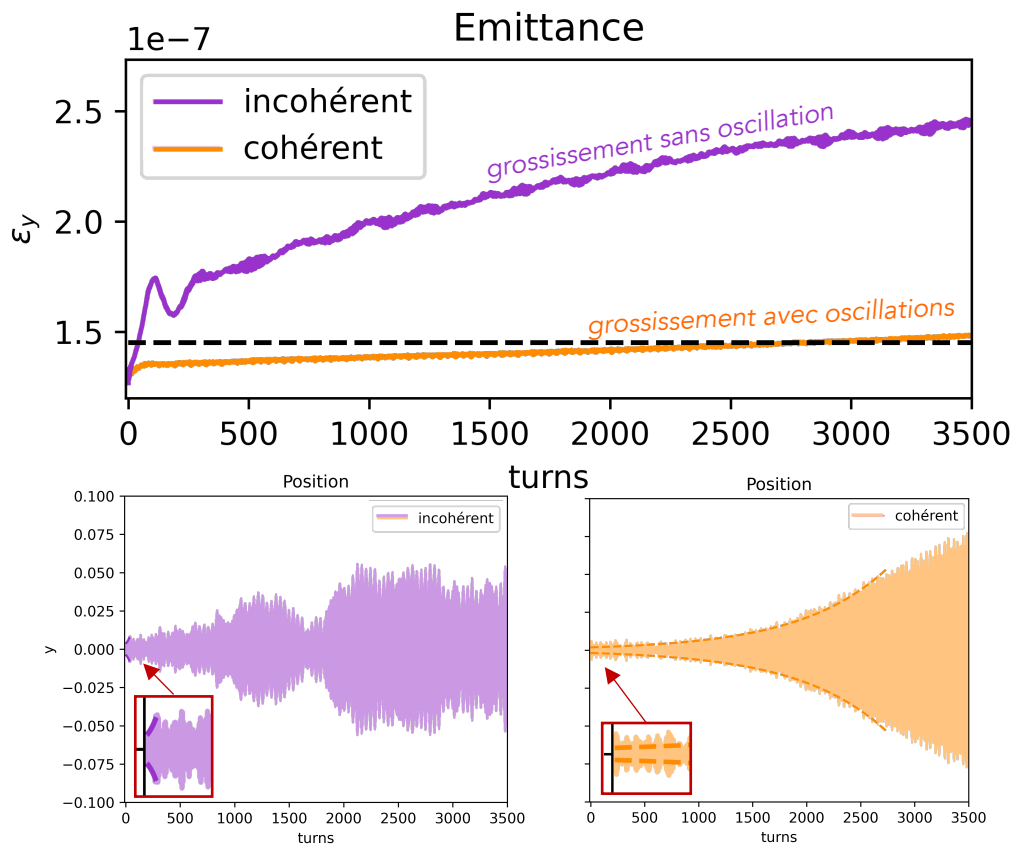 Emittance
1e−7
incohérent
cohérent
grossissement sans oscillation
grossissement avec oscillations
εy
2.5
2.0
1.5
0 500 1000 1500 2000 2500 3000 3500
turns
Position
incohérent
y
0.100
0.075
0.050
0.025
0.000
−0.025
−0.050
−0.075
−0.100
0 500 1000 1500 2000 2500 3000 3500
turns
Position
cohérent
0 500 1000 1500 2000 2500 3000 3500
turns